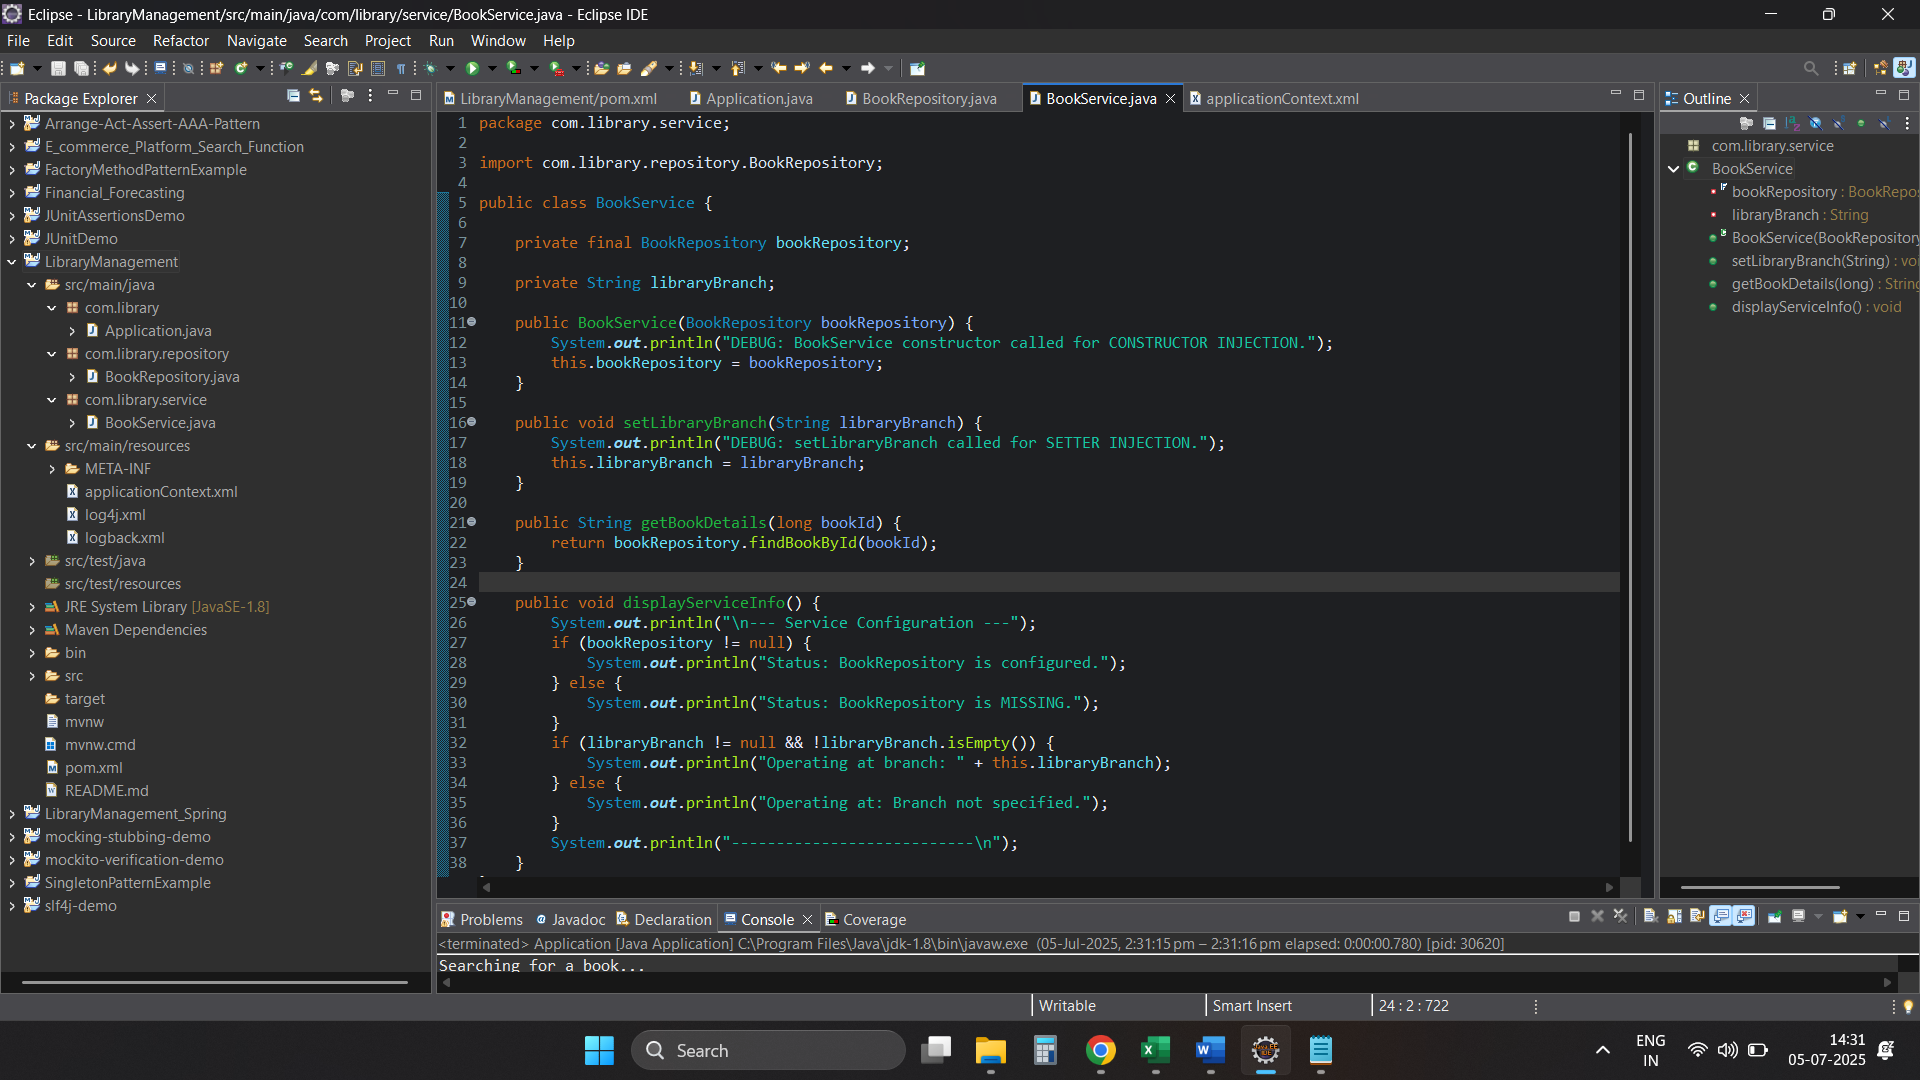 Eclipse - LibraryManagement/src/main/java/com/library/service/BookService.java - Eclipse IDE
File Edit Source Refactor Navigate Search Project Run Window Help
Package Explorer
Arrange-Act-Assert-AAA-Pattern
E_commerce_Platform_Search_Function
FactoryMethodPatternExample
Financial_Forecasting
JUnitAssertionsDemo
JUnitDemo
LibraryManagement
src/main/java
com.library
Application.java
com.library.repository
BookRepository.java
com.library.service
BookService.java
src/main/resources
META-INF
applicationContext.xml
log4j.xml
logback.xml
src/test/java
src/test/resources
JRE System Library [JavaSE-1.8]
Maven Dependencies
bin
src
target
mvnw
mvnw.cmd
pom.xml
README.md
LibraryManagement_Spring
mocking-stubbing-demo
mockito-verification-demo
SingletonPatternExample
slf4j-demo
LibraryManagement/pom.xml Application.java BookRepository.java BookService.java applicationContext.xml
1 package com.library.service;
2
3 import com.library.repository.BookRepository;
4
5 public class BookService {
6
7     private final BookRepository bookRepository;
8
9     private String libraryBranch;
10
11     public BookService(BookRepository bookRepository) {
12         System.out.println("DEBUG: BookService constructor called for CONSTRUCTOR INJECTION.");
13         this.bookRepository = bookRepository;
14     }
15
16     public void setLibraryBranch(String libraryBranch) {
17         System.out.println("DEBUG: setLibraryBranch called for SETTER INJECTION.");
18         this.libraryBranch = libraryBranch;
19     }
20
21     public String getBookDetails(long bookId) {
22         return bookRepository.findBookById(bookId);
23     }
24
25     public void displayServiceInfo() {
26         System.out.println("\n--- Service Configuration ---");
27         if (bookRepository != null) {
28             System.out.println("Status: BookRepository is configured.");
29         } else {
30             System.out.println("Status: BookRepository is MISSING.");
31         }
32         if (libraryBranch != null && !libraryBranch.isEmpty()) {
33             System.out.println("Operating at branch: " + this.libraryBranch);
34         } else {
35             System.out.println("Operating at: Branch not specified.");
36         }
37         System.out.println("---------------------------\n");
38     }
Outline
com.library.service
BookService
bookRepository : BookRepos
libraryBranch : String
BookService(BookRepository
setLibraryBranch(String) : voi
getBookDetails(long) : String
displayServiceInfo() : void
Problems Javadoc Declaration Console Coverage
<terminated> Application [Java Application] C:\Program Files\Java\jdk-1.8\bin\javaw.exe (05-Jul-2025, 2:31:15 pm – 2:31:16 pm elapsed: 0:00:00.780) [pid: 30620]
Searching for a book...
Writable Smart Insert 24 : 2 : 722
Search
ENG
IN
14:31
05-07-2025